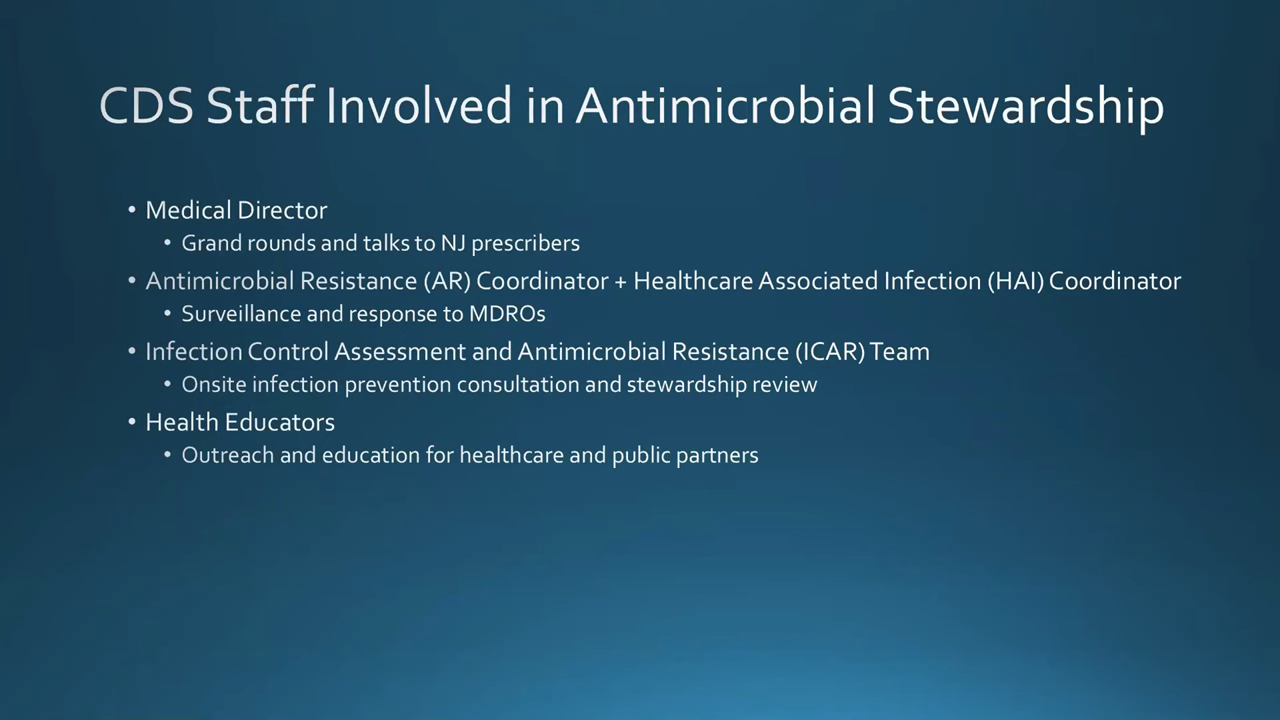 CDS Staff Involved in Antimicrobial Stewardship
• Medical Director
• Grand rounds and talks to NJ prescribers
• Antimicrobial Resistance (AR) Coordinator + Healthcare Associated Infection (HAI) Coordinator
• Surveillance and response to MDROs
• Infection Control Assessment and Antimicrobial Resistance (ICAR) Team
• Onsite infection prevention consultation and stewardship review
• Health Educators
• Outreach and education for healthcare and public partners